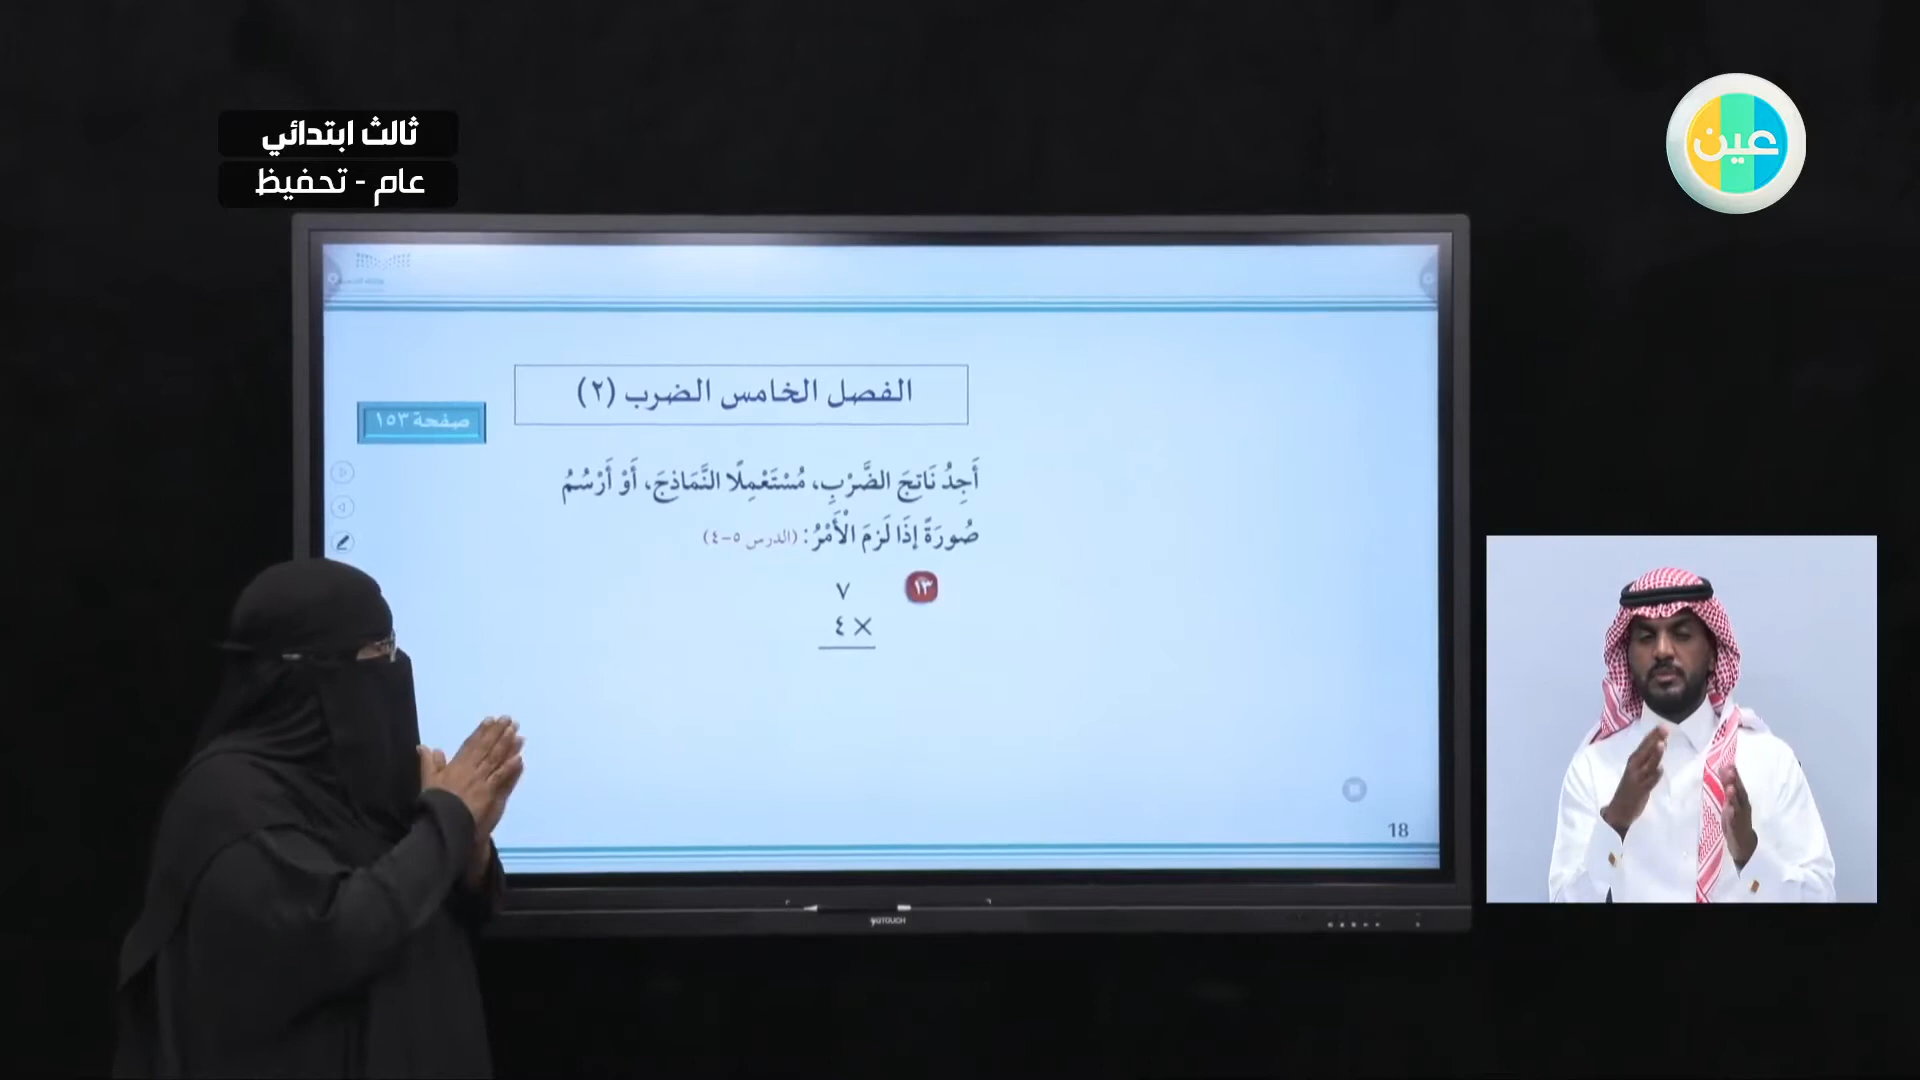 ثالث ابتدائي
عام - تحفيظ
عين
الفصل الخامس الضرب (٢)
صفحة ١٥٣
أَجِدُ نَاتِجَ الضَّرْبِ، مُسْتَعْمِلًا النَّمَاذِجَ، أَوْ أَرْسُمُ
صُورَةً إِذَا لَزِمَ الْأَمْرُ: (الدرس ٥-٤)
١٣ ٧
× ٤
18